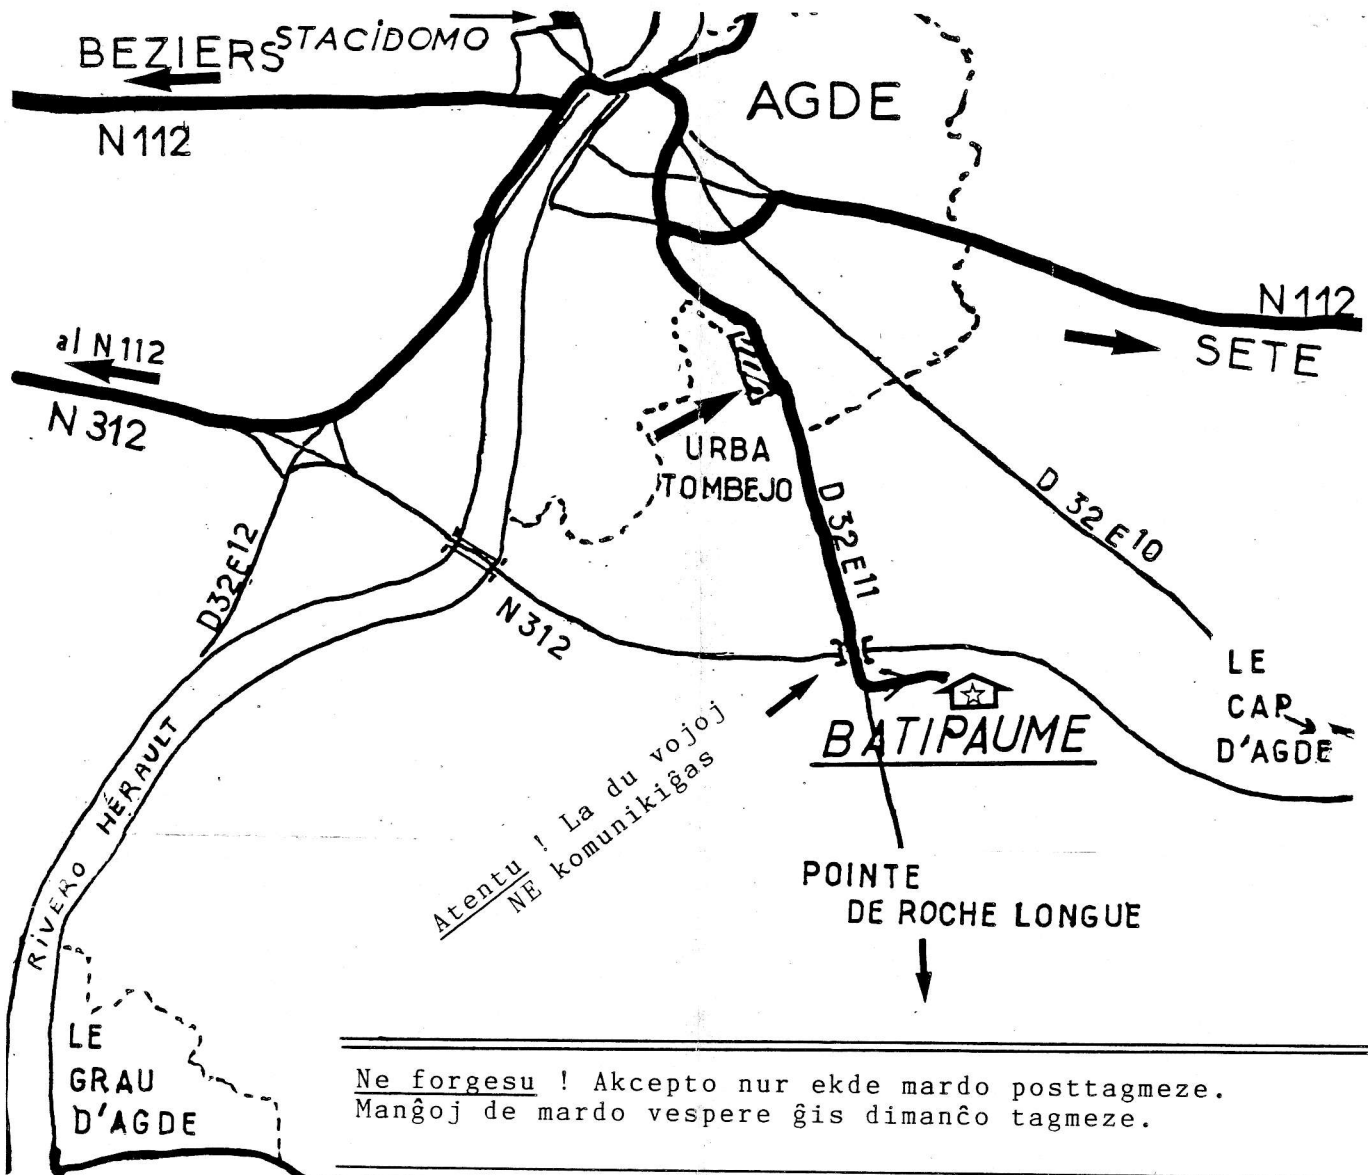 STACIDOMO
BEZIERS
AGDE
N112
N112
SETE
al N112
N312
URBA
TOMBEJO
D 32 E10
D32E12
D32E11
N312
LE
CAP
D'AGDE
BATIPAUME
Atentu ! La du vojoj
NE komunikiĝas
RIVERO HÉRAULT
POINTE
DE ROCHE LONGUE
LE
GRAU
D'AGDE
Ne forgesu ! Akcepto nur ekde mardo posttagmeze.
Manĝoj de mardo vespere ĝis dimanĉo tagmeze.